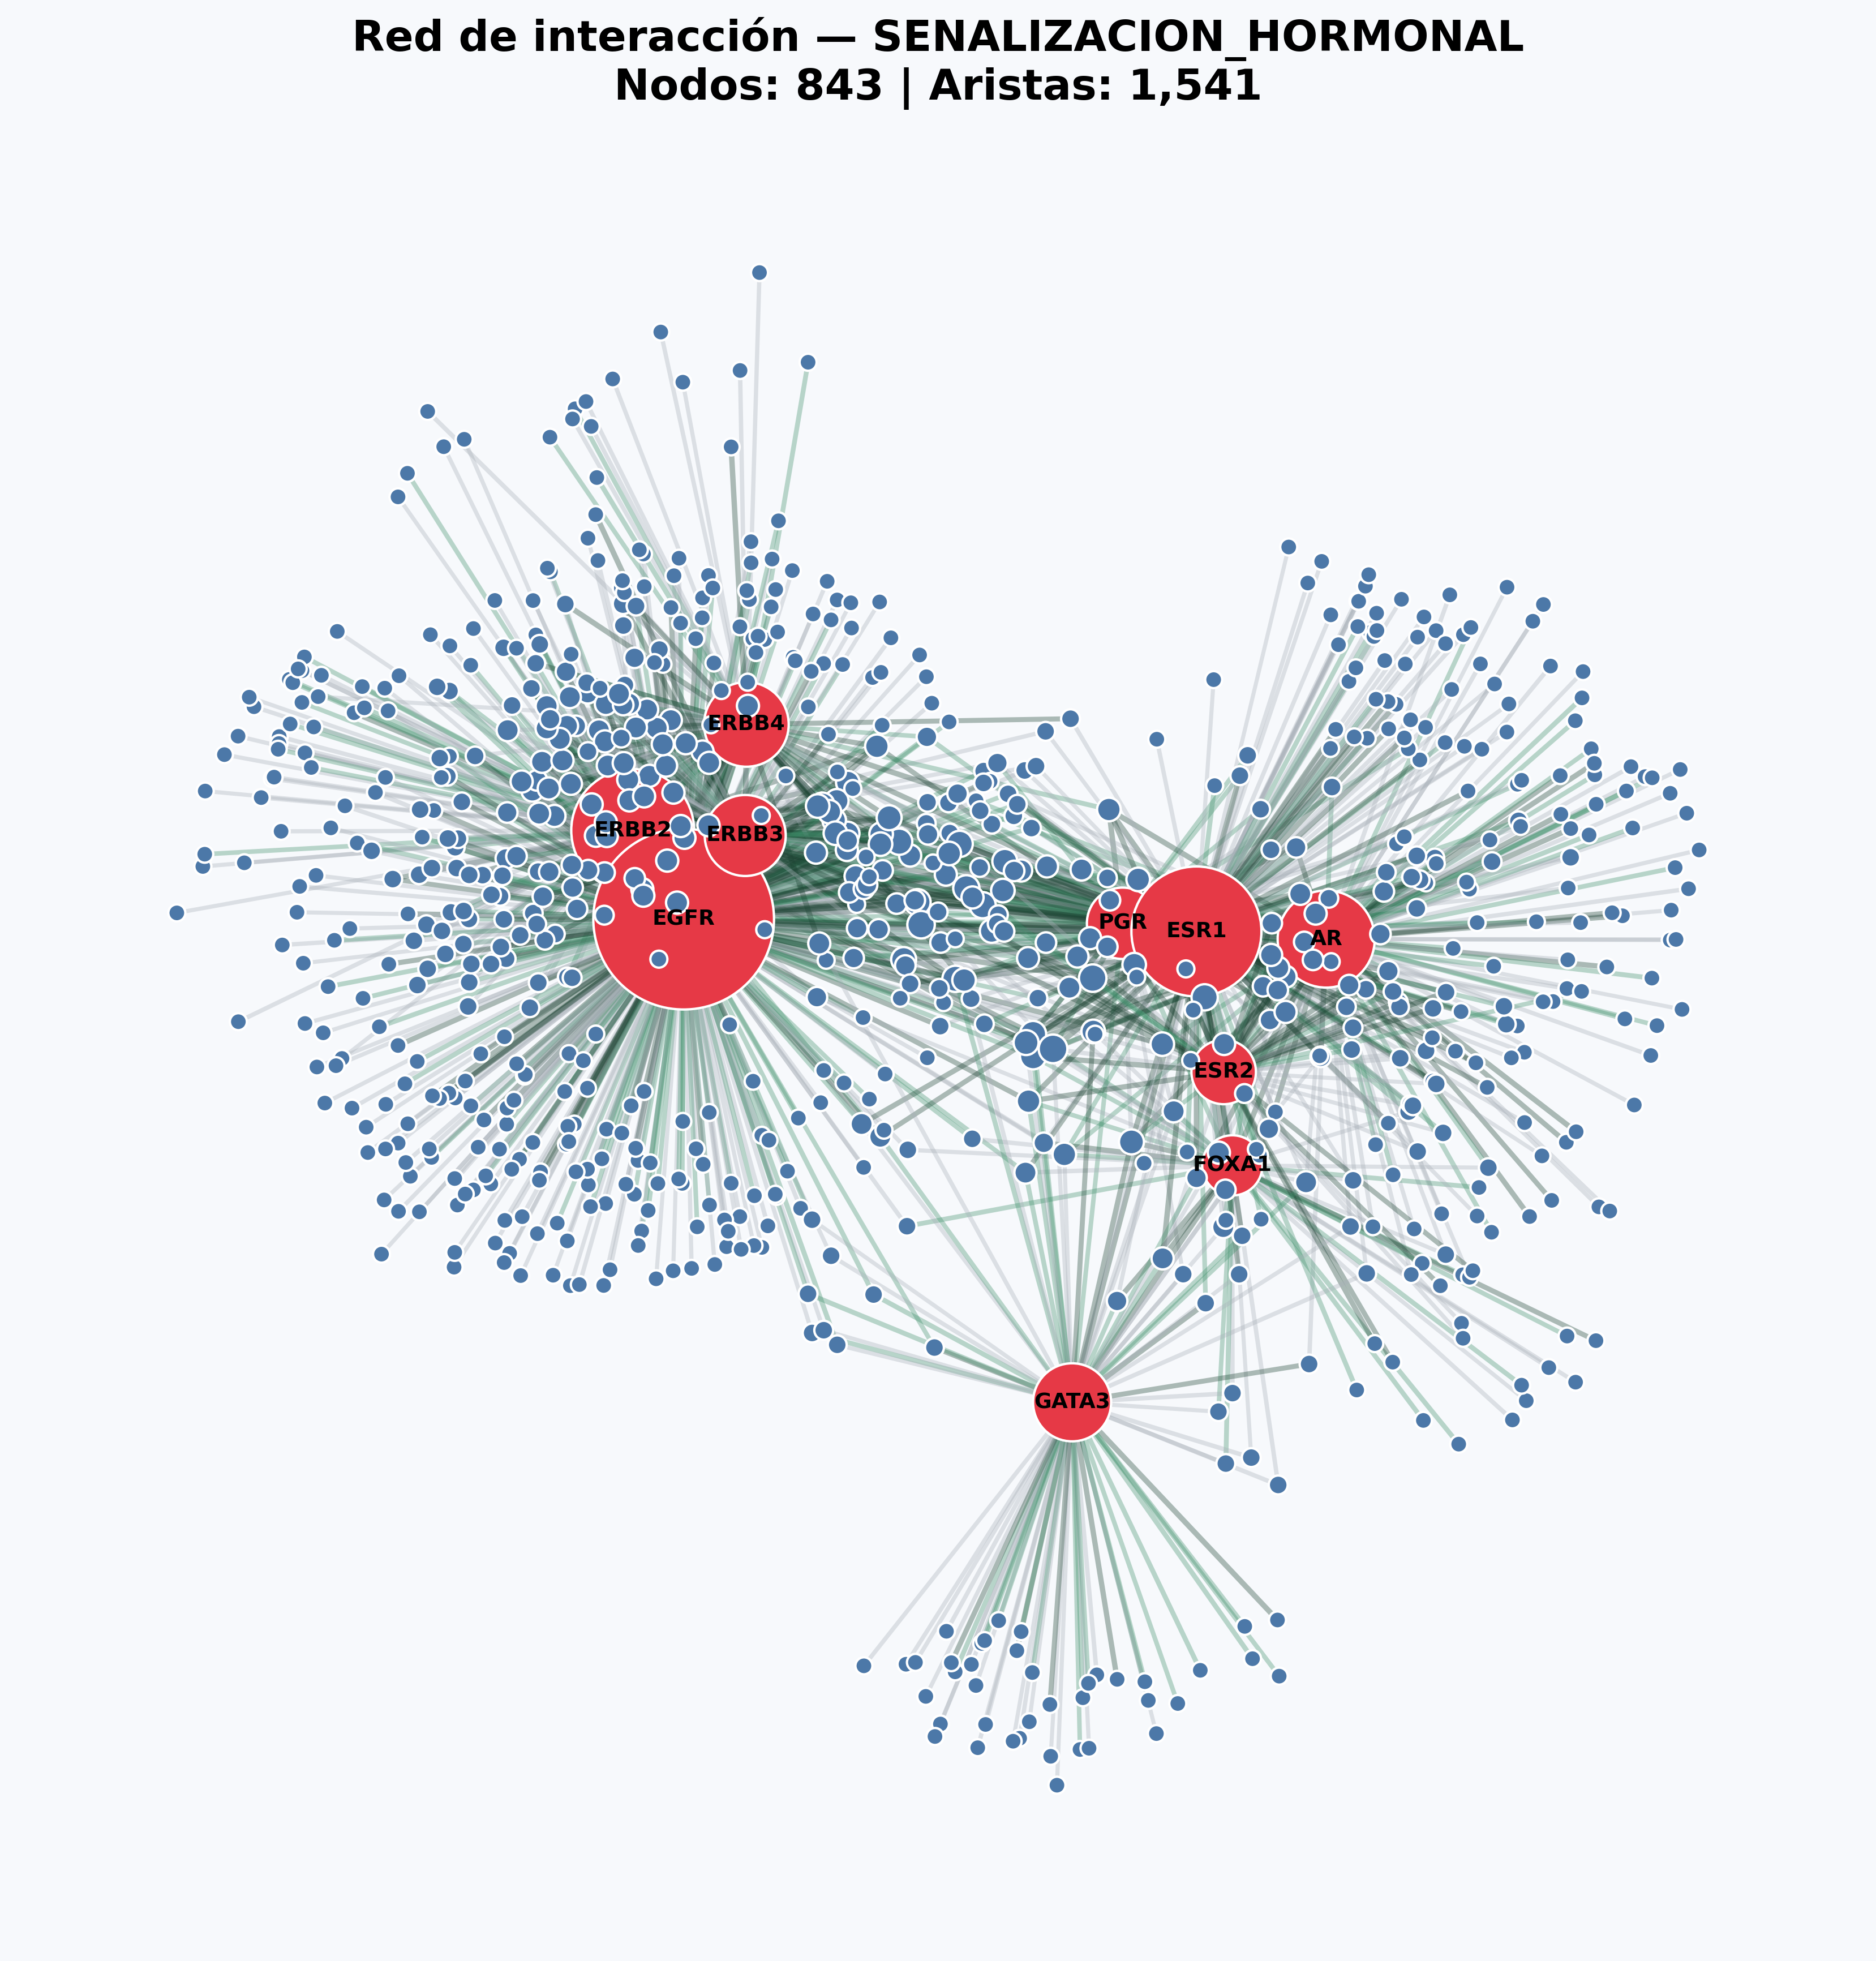 Red de interacción — SENALIZACION_HORMONAL
Nodos: 843 | Aristas: 1,541
ERBB4
ERBB2
ERBB3
EGFR
PGR
ESR1
AR
ESR2
FOXA1
GATA3